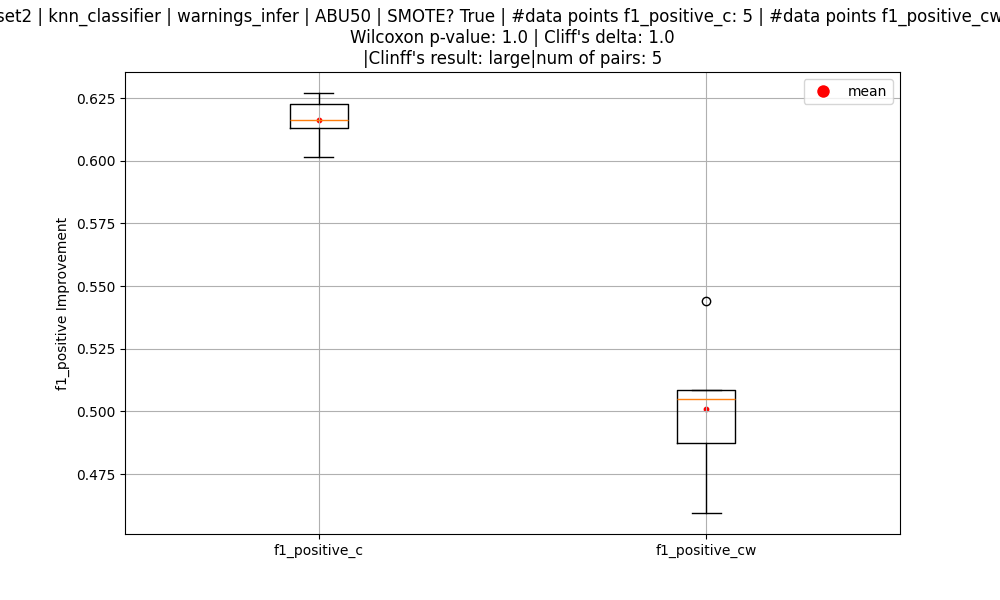 set2 | knn_classifier | warnings_infer | ABU50 | SMOTE? True | #data points f1_positive_c: 5 | #data points f1_positive_cw
Wilcoxon p-value: 1.0 | Cliff's delta: 1.0
|Clinff's result: large|num of pairs: 5
mean
0.625
0.600
0.575
0.550
0.525
0.500
0.475
f1_positive Improvement
f1_positive_c
f1_positive_cw